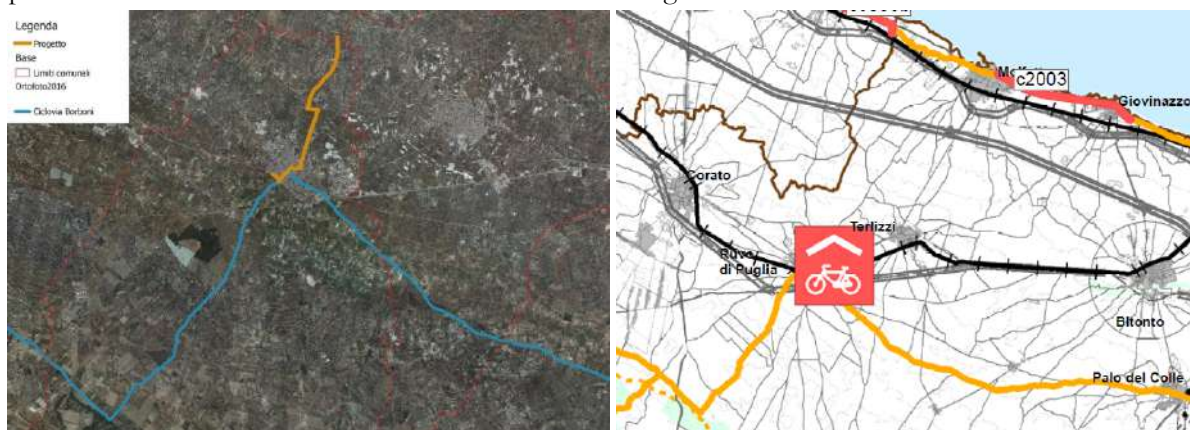 Legenda
Progetto
Base
Limiti comunali
Ortofoto2016
Ciclovia Borboni
c2003
Giovinazzo
Corato
Terlizzi
Ruvo
di Puglia
Bitonto
Palo del Colle